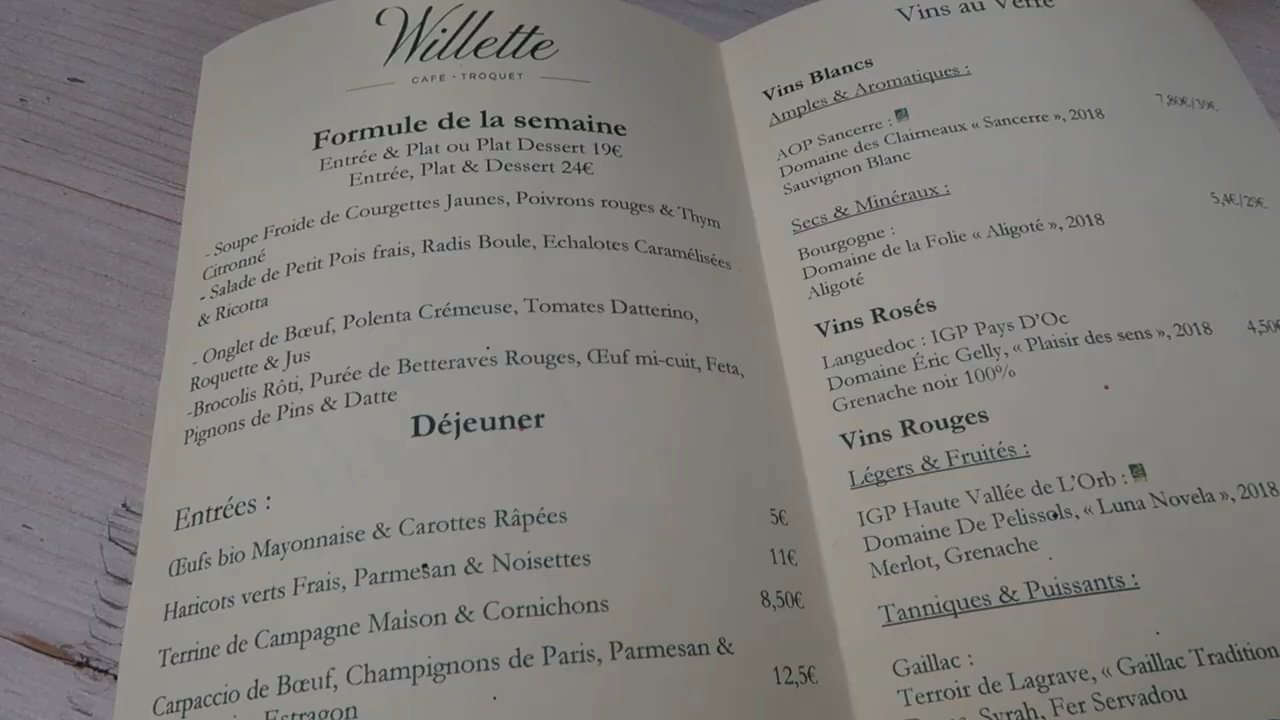 Willette
CAFÉ · TROQUET
Formule de la semaine
Entrée & Plat ou Plat Dessert 19€
Entrée, Plat & Dessert 24€
- Soupe Froide de Courgettes Jaunes, Poivrons rouges & Thym
Citronné
- Salade de Petit Pois frais, Radis Boule, Echalotes Caramélisées
& Ricotta
- Onglet de Bœuf, Polenta Crémeuse, Tomates Datterino,
Roquette & Jus
-Brocolis Rôti, Purée de Betteraves Rouges, Œuf mi-cuit, Feta,
Pignons de Pins & Datte
Déjeuner
Entrées :
Œufs bio Mayonnaise & Carottes Râpées 5€
Haricots verts Frais, Parmesan & Noisettes 11€
Terrine de Campagne Maison & Cornichons 8,50€
Carpaccio de Bœuf, Champignons de Paris, Parmesan & 12,5€
Estragon
Vins au Verre
Vins Blancs
Amples & Aromatiques :
AOP Sancerre : 7,80€/39€
Domaine des Clairneaux « Sancerre », 2018
Sauvignon Blanc
Secs & Minéraux :
Bourgogne : 5,4€/29€
Domaine de la Folie « Aligoté », 2018
Aligoté
Vins Rosés
Languedoc : IGP Pays D'Oc 4,50€
Domaine Éric Gelly, « Plaisir des sens », 2018
Grenache noir 100%
Vins Rouges
Légers & Fruités :
IGP Haute Vallée de L'Orb :
Domaine De Pelissols, « Luna Novela », 2018
Merlot, Grenache
Tanniques & Puissants :
Gaillac :
Terroir de Lagrave, « Gaillac Tradition
Syrah, Fer Servadou